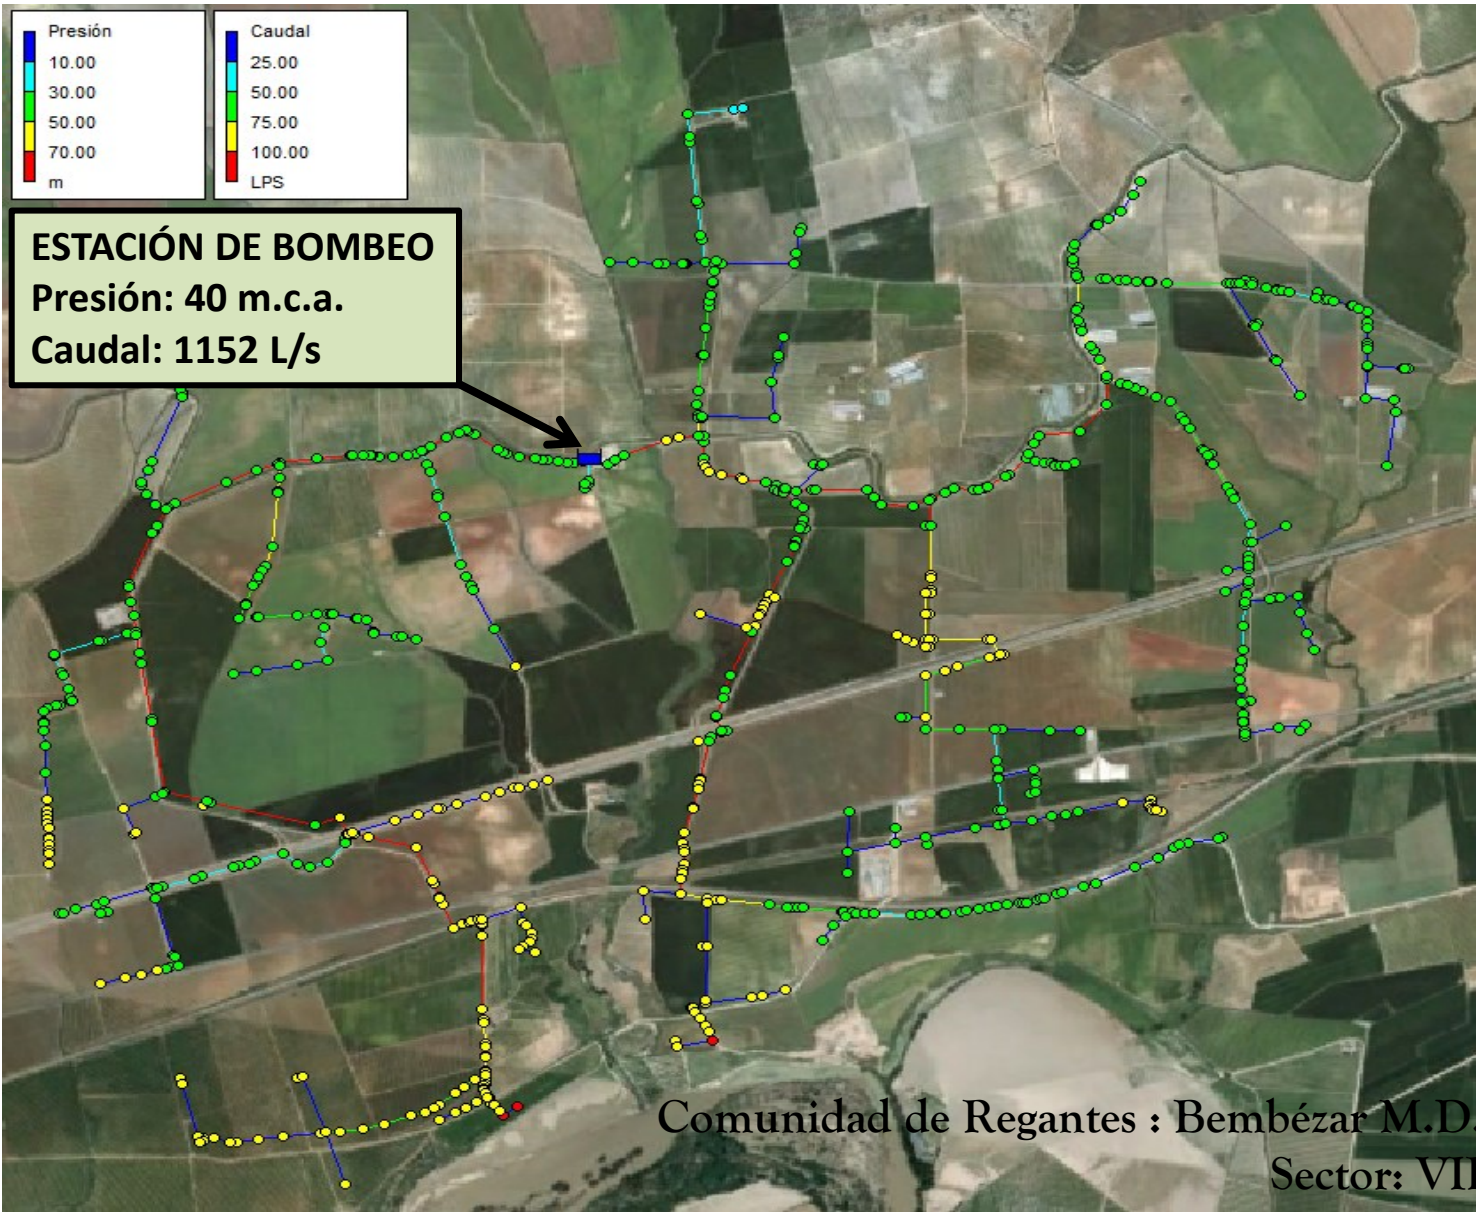 Presión
10.00
30.00
50.00
70.00
m
Caudal
25.00
50.00
75.00
100.00
LPS
ESTACIÓN DE BOMBEO
Presión: 40 m.c.a.
Caudal: 1152 L/s
Comunidad de Regantes : Bembézar M.D.
Sector: VII